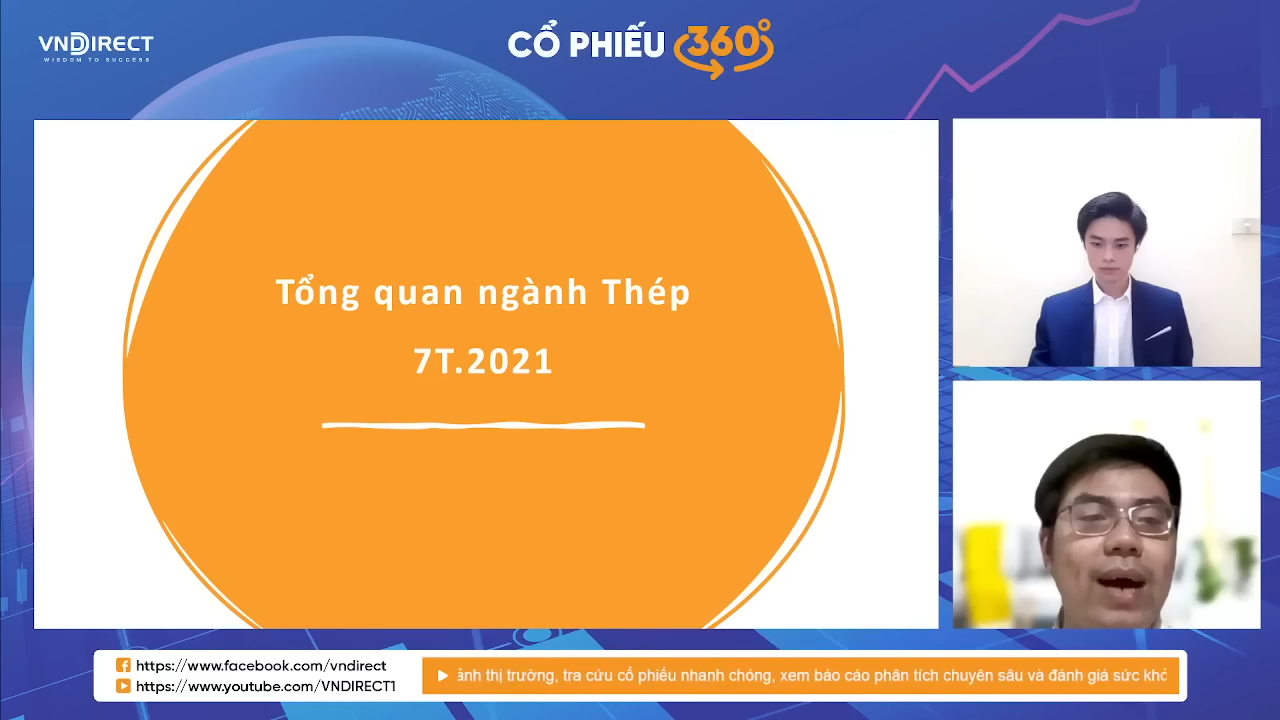 VNDIRECT
WISDOM TO SUCCESS
CỔ PHIẾU 360°
Tổng quan ngành Thép
7T.2021
https://www.facebook.com/vndirect
https://www.youtube.com/VNDIRECT1
thị trường, tra cứu cổ phiếu nhanh chóng, xem báo cáo phân tích chuyên sâu và đánh giá sức